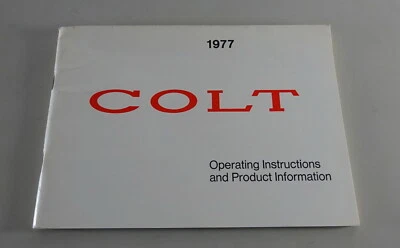 1977
COLT
Operating Instructions
and Product Information